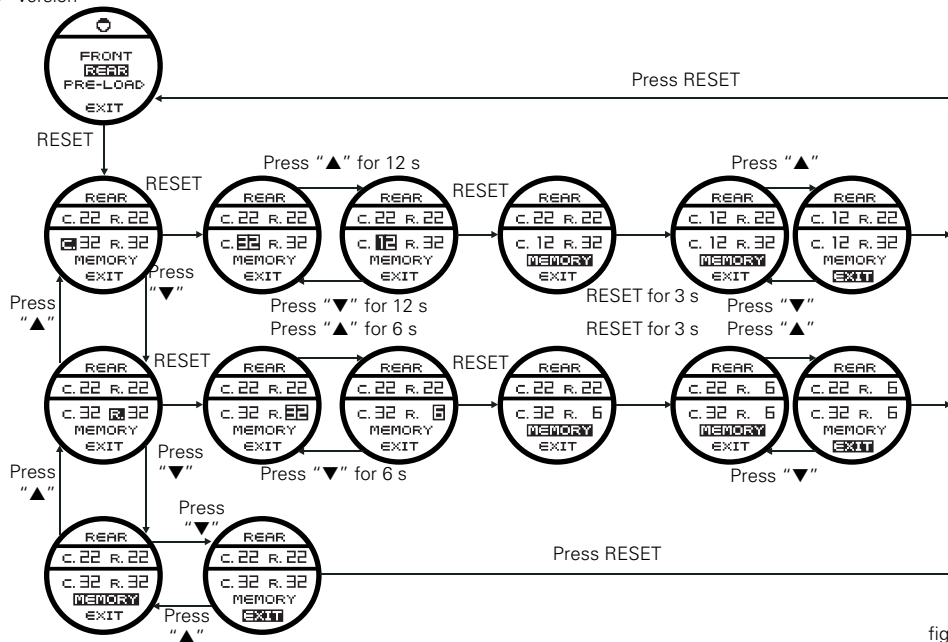 version
FRONT
REAR
PRE-LOAD
EXIT
Press RESET
RESET
REAR
C. 22 R. 22
C. 32 R. 32
MEMORY
EXIT
RESET
Press "▲" for 12 s
REAR
C. 22 R. 22
C. 32 R. 32
MEMORY
EXIT
REAR
C. 22 R. 22
C. 12 R. 32
MEMORY
EXIT
Press "▼" for 12 s
RESET
REAR
C. 22 R. 22
C. 12 R. 32
MEMORY
EXIT
RESET for 3 s
Press "▲"
REAR
C. 12 R. 22
C. 12 R. 32
MEMORY
EXIT
REAR
C. 12 R. 22
C. 12 R. 32
MEMORY
EXIT
Press "▼"
Press
"▲"
Press
"▼"
REAR
C. 22 R. 22
C. 32 R. 32
MEMORY
EXIT
RESET
Press "▲" for 6 s
REAR
C. 22 R. 22
C. 32 R. 32
MEMORY
EXIT
REAR
C. 22 R. 22
C. 32 R. 6
MEMORY
EXIT
Press "▼" for 6 s
RESET
REAR
C. 22 R. 22
C. 32 R. 6
MEMORY
EXIT
RESET for 3 s
Press "▲"
REAR
C. 22 R. 6
C. 32 R. 6
MEMORY
EXIT
REAR
C. 22 R. 6
C. 32 R. 6
MEMORY
EXIT
Press "▼"
Press
"▲"
Press
"▼"
REAR
C. 22 R. 22
C. 32 R. 32
MEMORY
EXIT
Press
"▼"
REAR
C. 22 R. 22
C. 32 R. 32
MEMORY
EXIT
Press
"▲"
Press RESET
fig